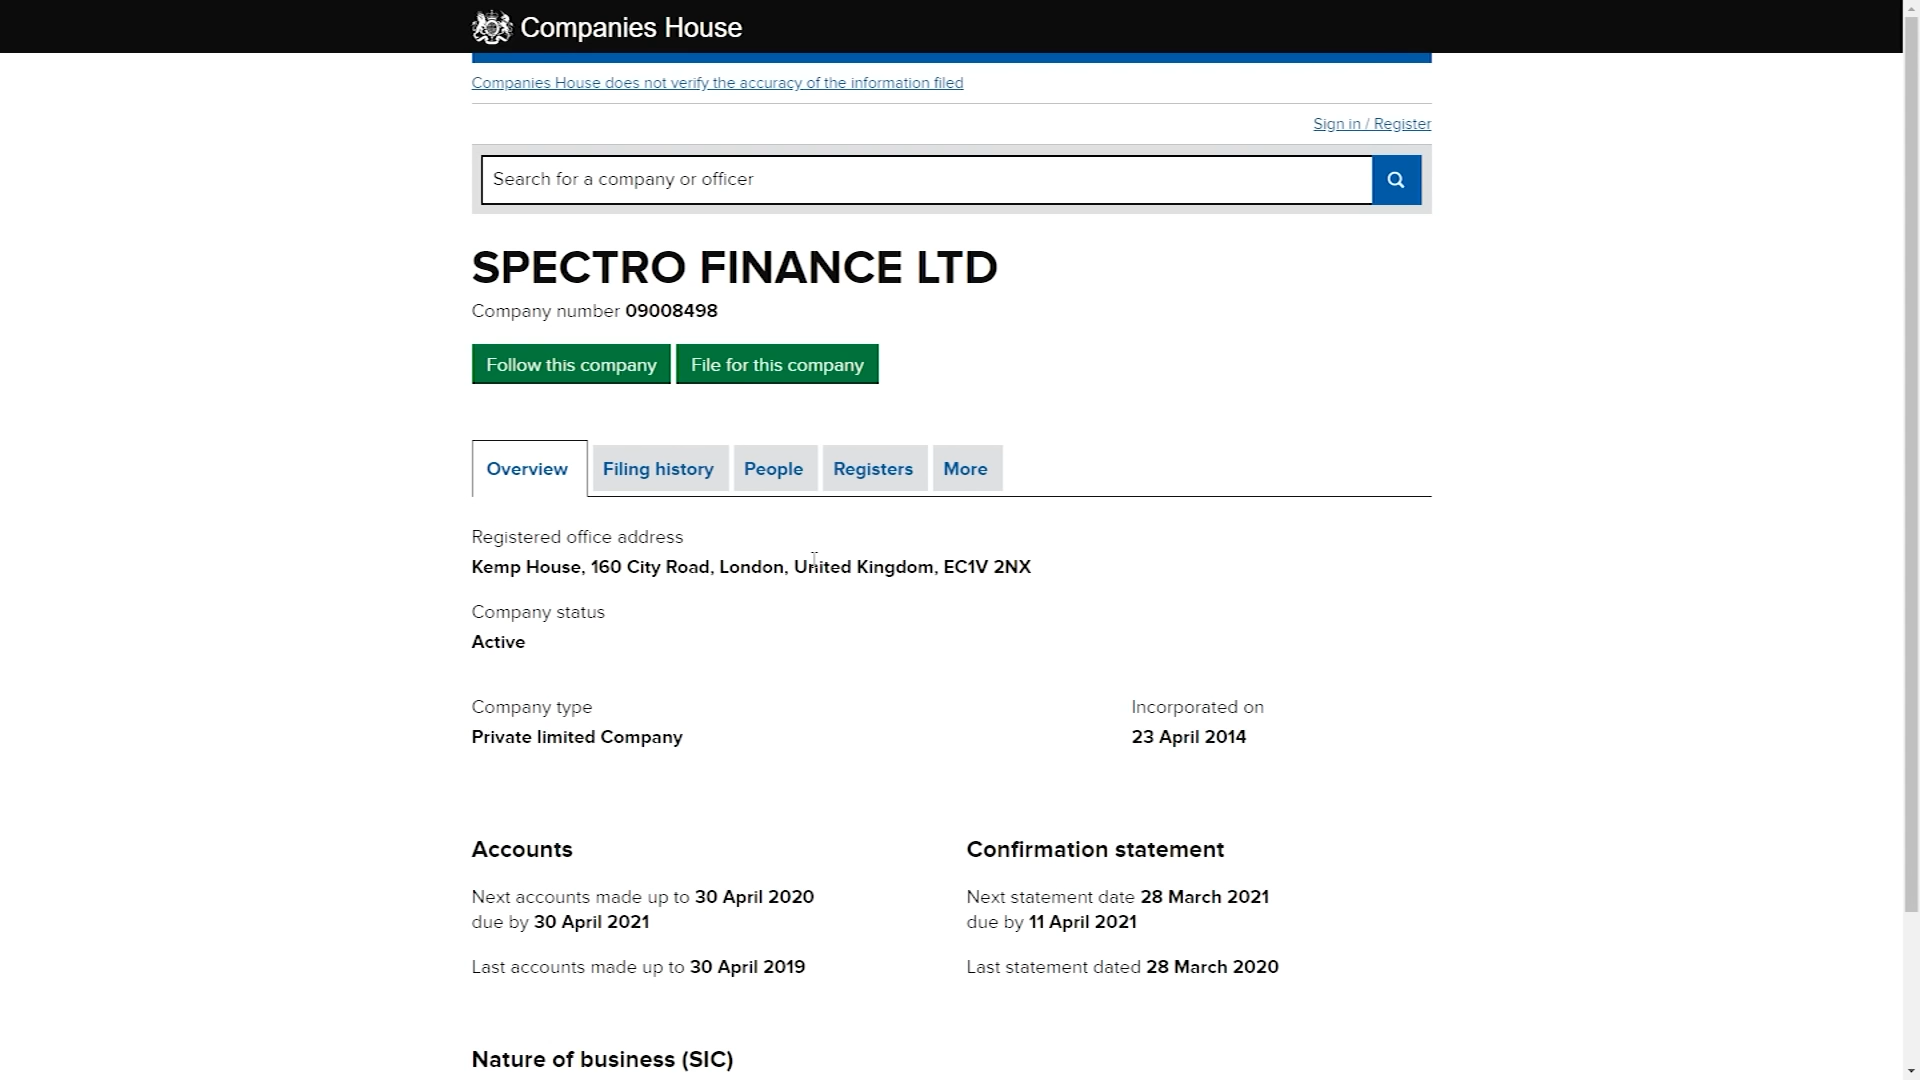 Companies House
Companies House does not verify the accuracy of the information filed
Sign in / Register
Search for a company or officer
SPECTRO FINANCE LTD
Company number 09008498
Follow this company File for this company
Overview Filing history People Registers More
Registered office address
Kemp House, 160 City Road, London, United Kingdom, EC1V 2NX
Company status
Active
Company type Incorporated on
Private limited Company 23 April 2014
Accounts Confirmation statement
Next accounts made up to 30 April 2020 Next statement date 28 March 2021
due by 30 April 2021 due by 11 April 2021
Last accounts made up to 30 April 2019 Last statement dated 28 March 2020
Nature of business (SIC)